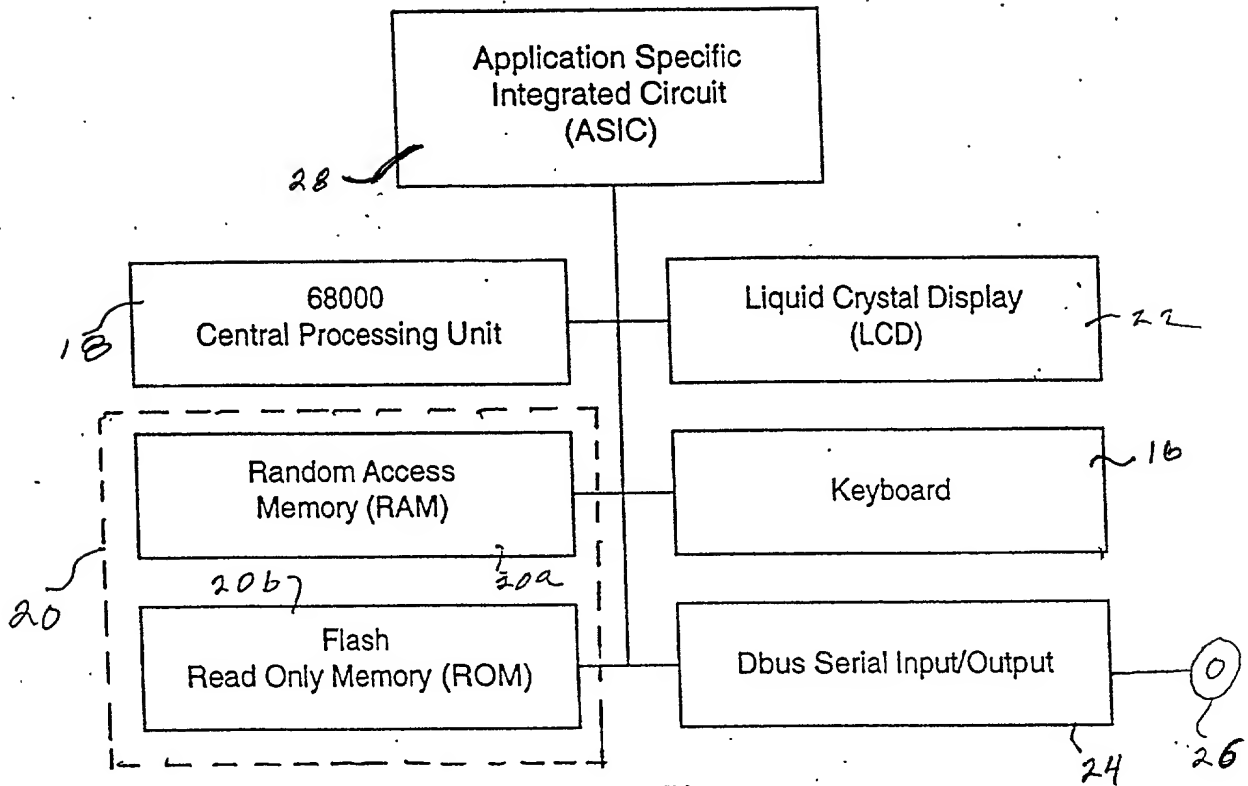 Application Specific
Integrated Circuit
(ASIC)
28
68000
Central Processing Unit
18
Liquid Crystal Display
(LCD)
22
Random Access
Memory (RAM)
20a
Keyboard
16
20
20b
Flash
Read Only Memory (ROM)
Dbus Serial Input/Output
24
26